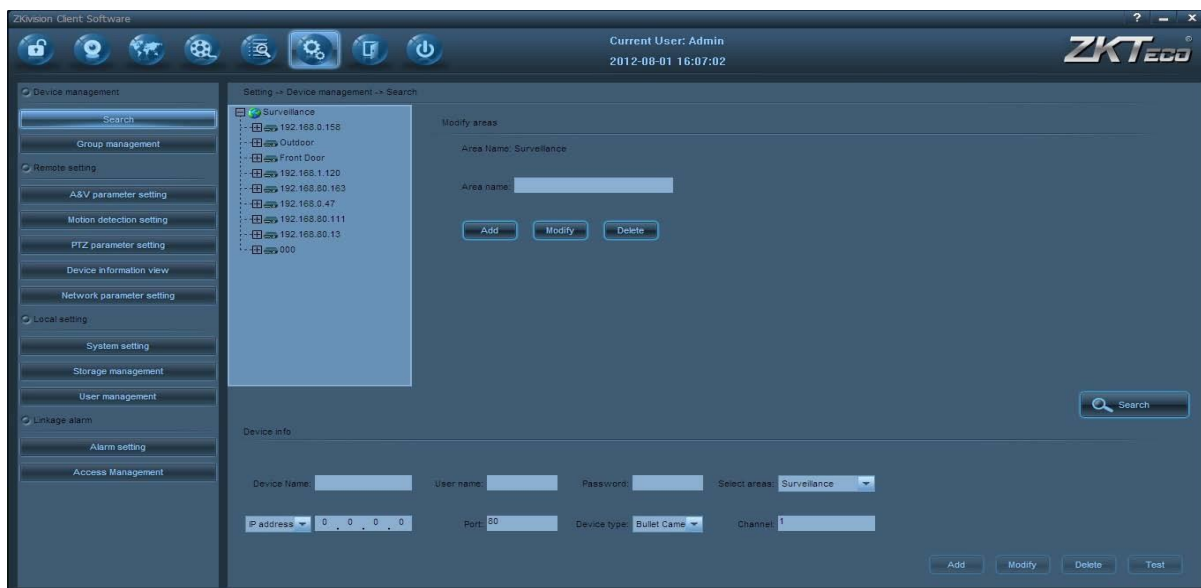 ZKivision Client Software
? – x
Current User: Admin
2012-08-01 16:07:02
ZKTeco ®
Device management
Search
Group management
Remote setting
A&V parameter setting
Motion detection setting
PTZ parameter setting
Device information view
Network parameter setting
Local setting
System setting
Storage management
User management
Linkage alarm
Alarm setting
Access Management
Setting -> Device management -> Search
Surveillance
192.168.0.158
Outdoor
Front Door
192.168.1.120
192.168.80.163
192.168.0.47
192.168.80.111
192.168.80.13
000
Modify areas
Area Name: Surveillance
Area name:
Add Modify Delete
Search
Device info
Device Name: User name: Password: Select areas: Surveillance
IP address 0 . 0 . 0 . 0 Port: 80 Device type: Bullet Came Channel: 1
Add Modify Delete Test